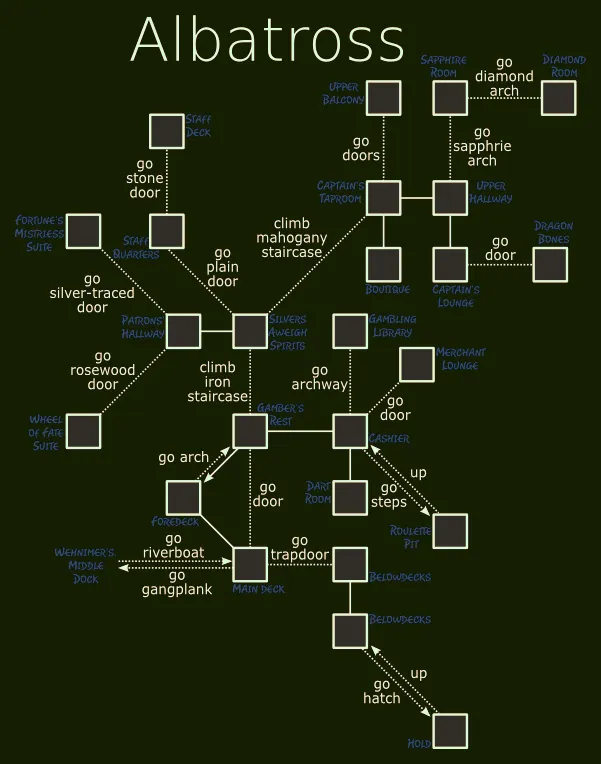 Albatross
Sapphire
Room
go
diamond
arch
Diamond
Room
Upper
Balcony
Staff
Deck
go
doors
go
sapphrie
arch
go
stone
door
Captain's
Taproom
Upper
Hallway
Fortune's
Mistriess
Suite
Staff
Quarters
go
plain
door
climb
mahogany
staircase
go
door
Dragon
Bones
Boutique
Captain's
Lounge
go
silver-traced
door
Patrons'
Hallway
Silvers
Aweigh
Spirits
Gambling
Library
go
rosewood
door
climb
iron
staircase
go
archway
Merchant
Lounge
go
door
Wheel
of Fate
Suite
Gamber's
Rest
Cashier
go arch
go
door
Dart
Room
go
steps
up
Foredeck
Roulette
Pit
Wehnimer's
Middle
Dock
go
riverboat
go
gangplank
go
trapdoor
Main Deck
Belowdecks
Belowdecks
go
hatch
up
Hold